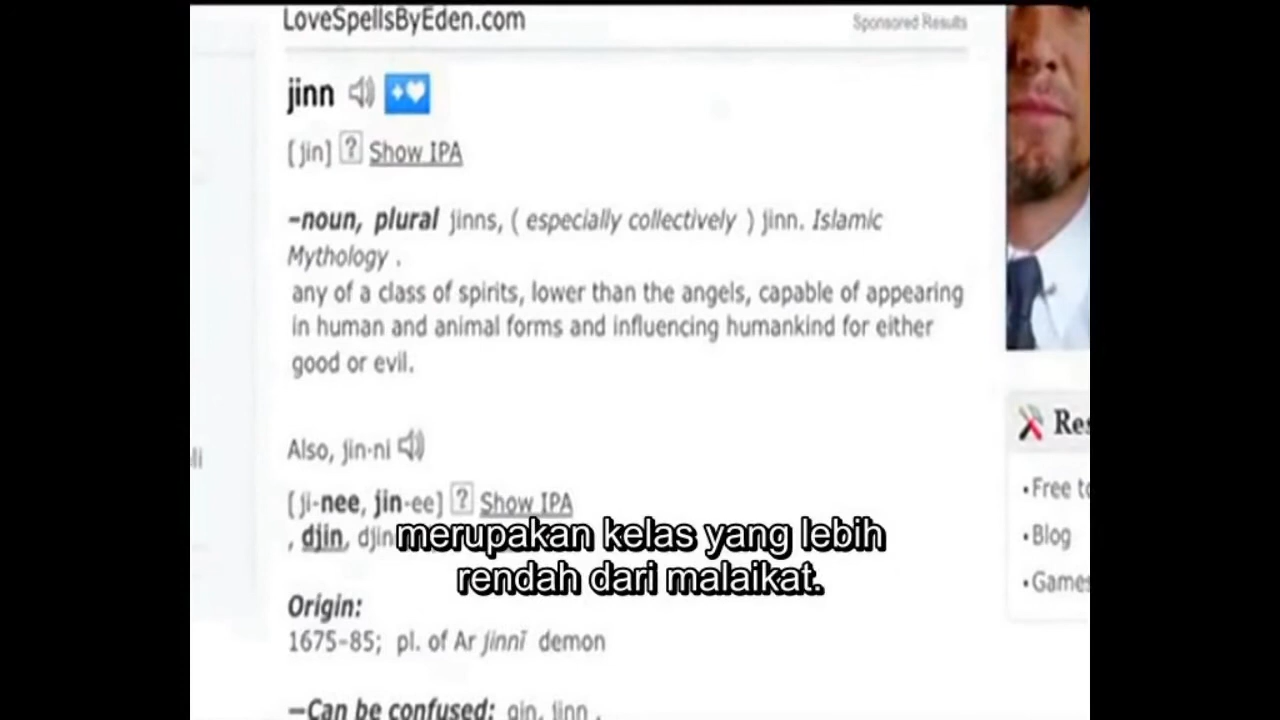 LoveSpellsByEden.com
Sponsored Results
jinn
[jin] ? Show IPA
–noun, plural jinns, ( especially collectively ) jinn. Islamic
Mythology .
any of a class of spirits, lower than the angels, capable of appearing
in human and animal forms and influencing humankind for either
good or evil.
Also, jin·ni
[ji-nee, jin-ee] ? Show IPA
, djin, djin
merupakan kelas yang lebih
rendah dari malaikat.
Origin:
1675–85; pl. of Ar jinnī demon
—Can be confused: gin, jinn .
Res
•Free to
•Blog
•Games